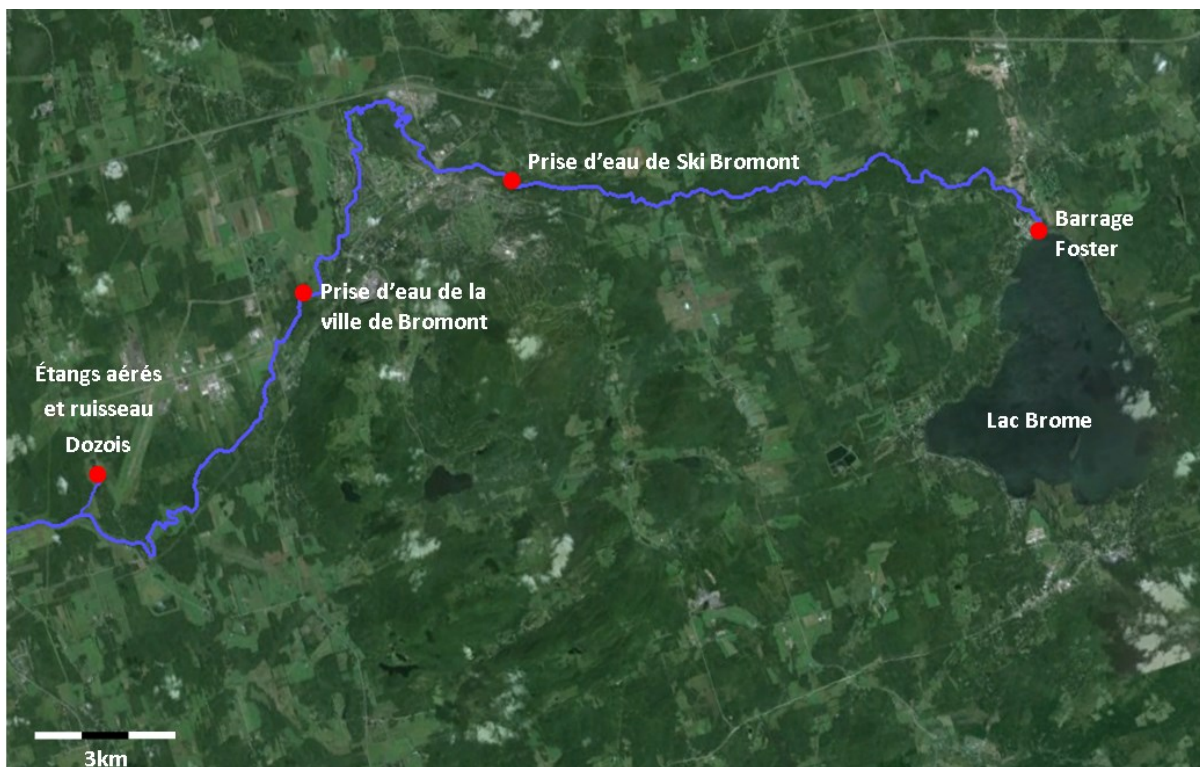 Prise d'eau de Ski Bromont
Barrage
Foster
Prise d'eau de la
ville de Bromont
Étangs aérés
et ruisseau
Dozois
Lac Brome
3km